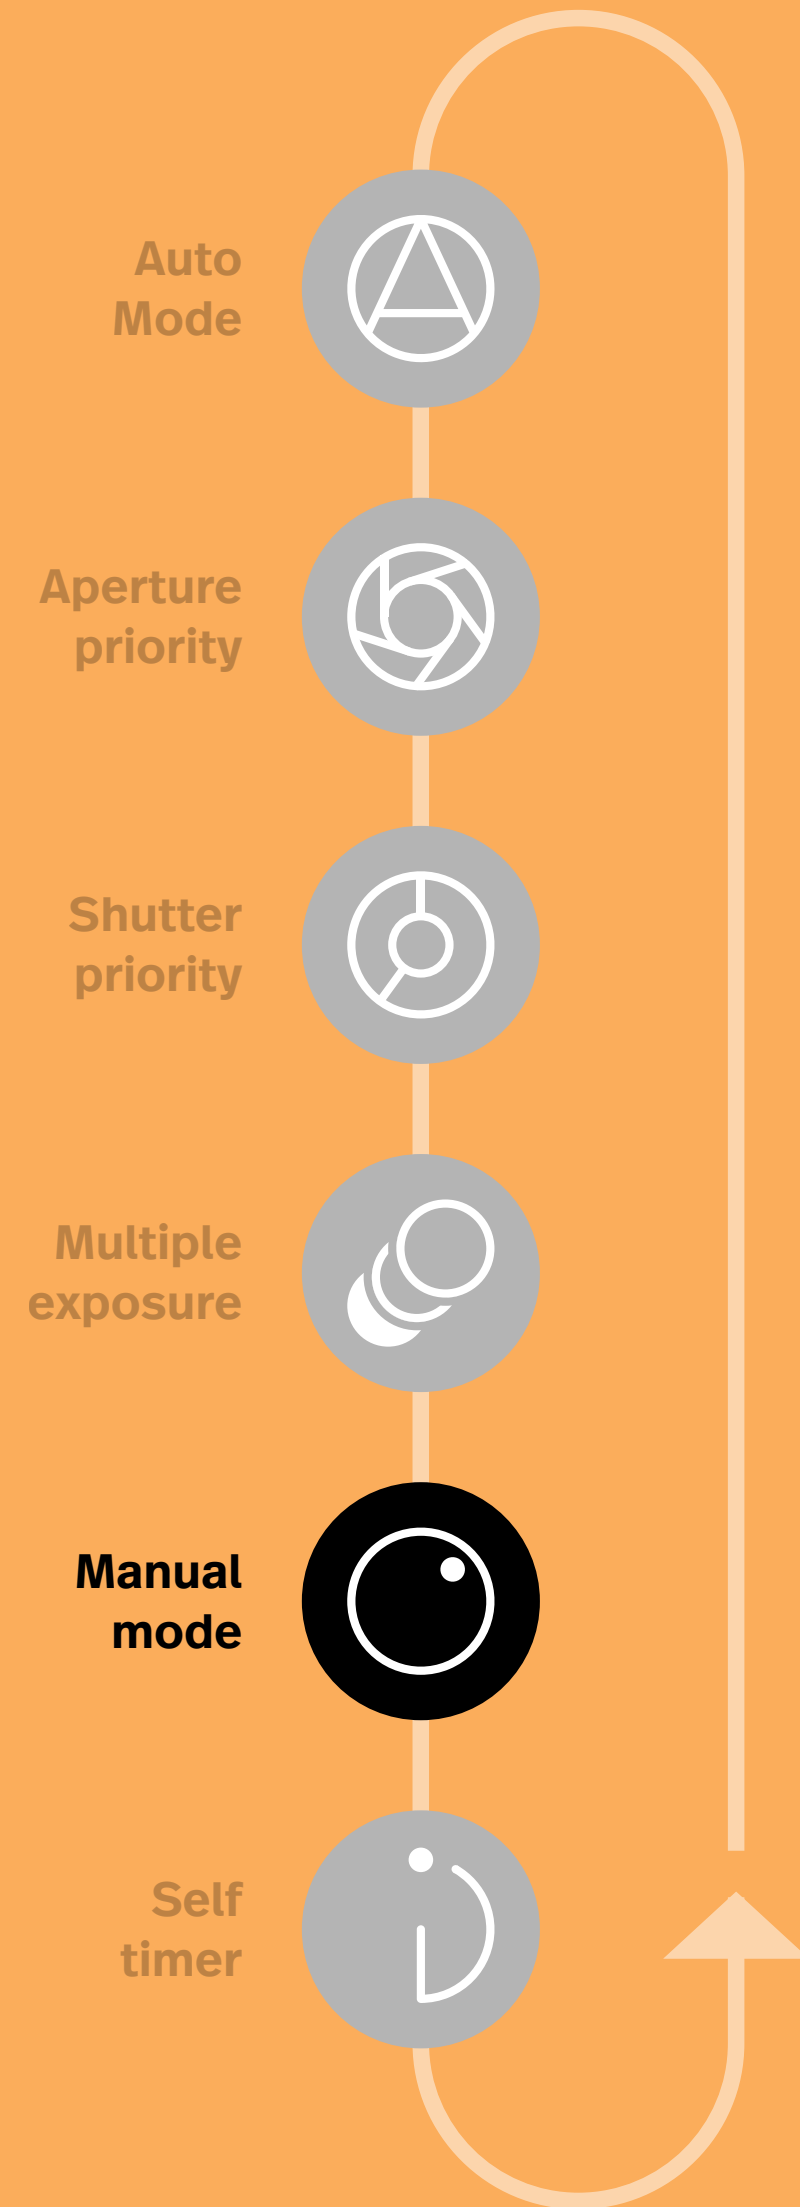 Auto
Mode
Aperture
priority
Shutter
priority
Multiple
exposure
Manual
mode
Self
timer